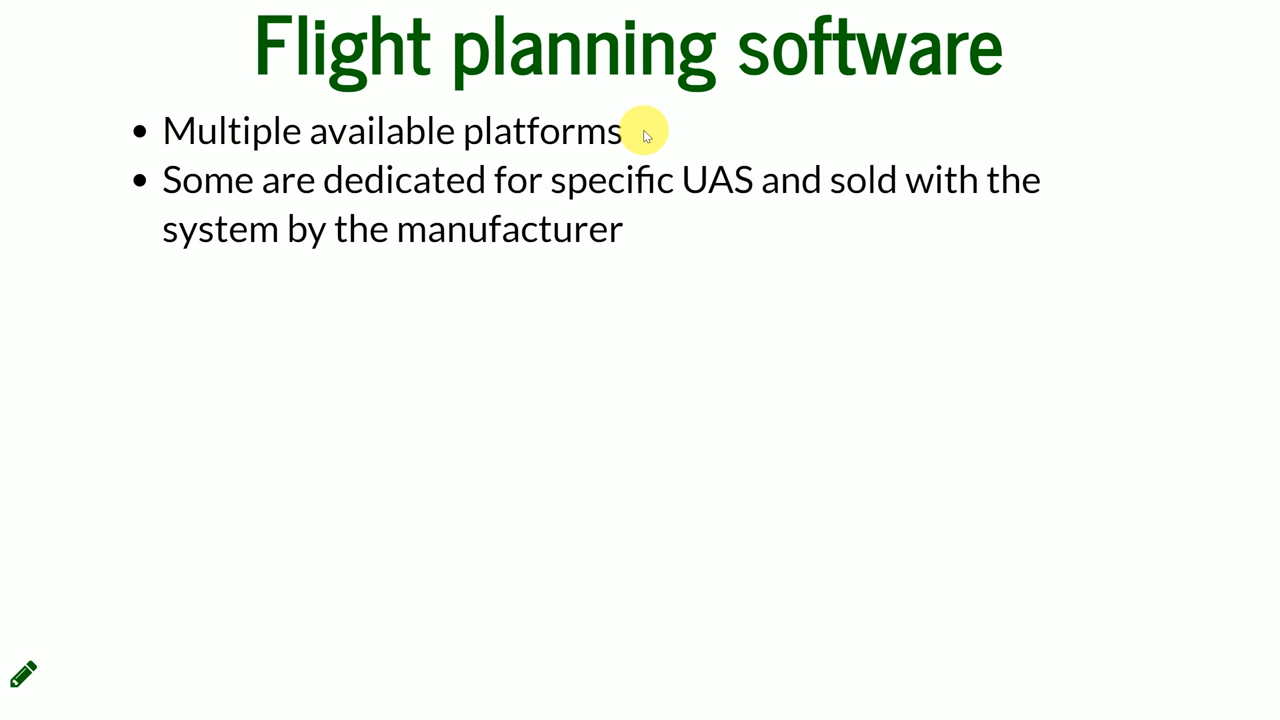 Flight planning software
• Multiple available platforms
• Some are dedicated for specific UAS and sold with the
system by the manufacturer